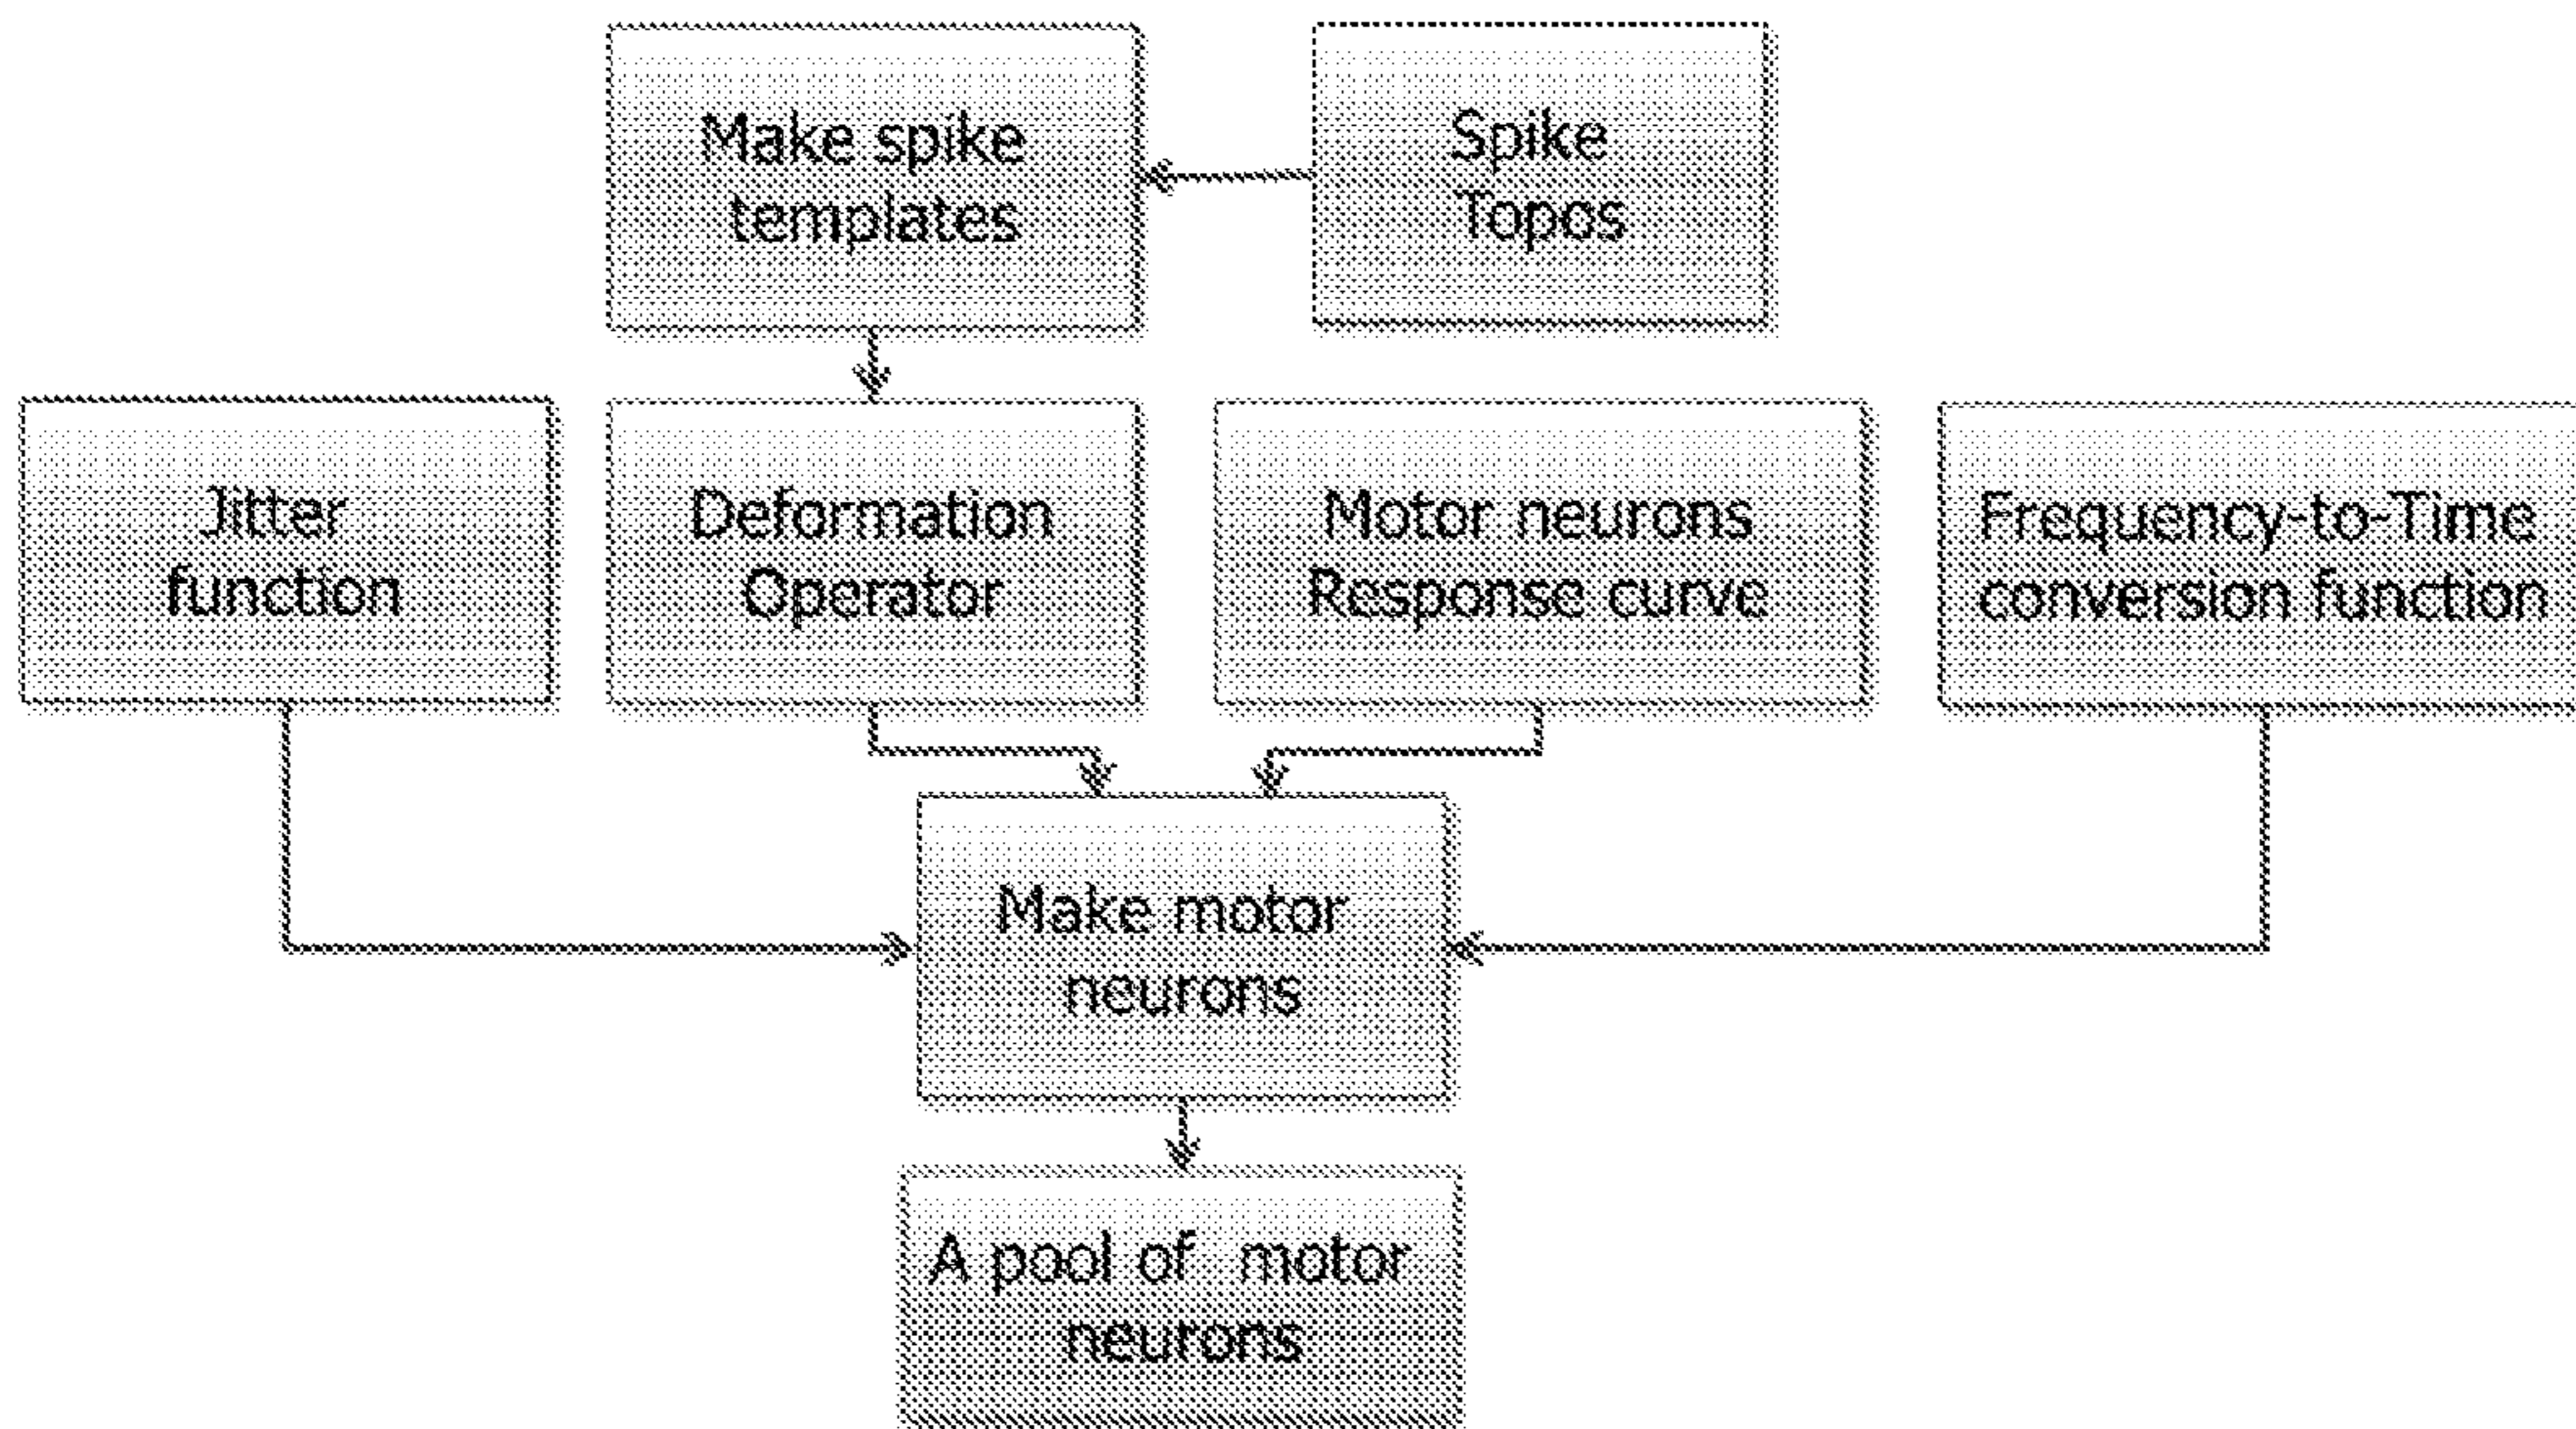 Make spike
templates
Spike
Topos
Jitter
function
Deformation
Operator
Motor neurons
Response curve
Frequency-to-Time
conversion function
Make motor
neurons
A pool of motor
neurons